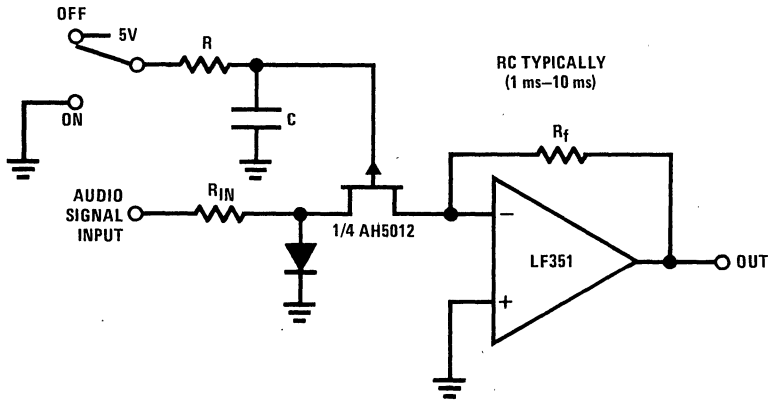 OFF
5V
R
RC TYPICALLY
(1 ms–10 ms)
ON
C
Rf
AUDIO
SIGNAL
INPUT
RIN
1/4 AH5012
−
LF351
OUT
+